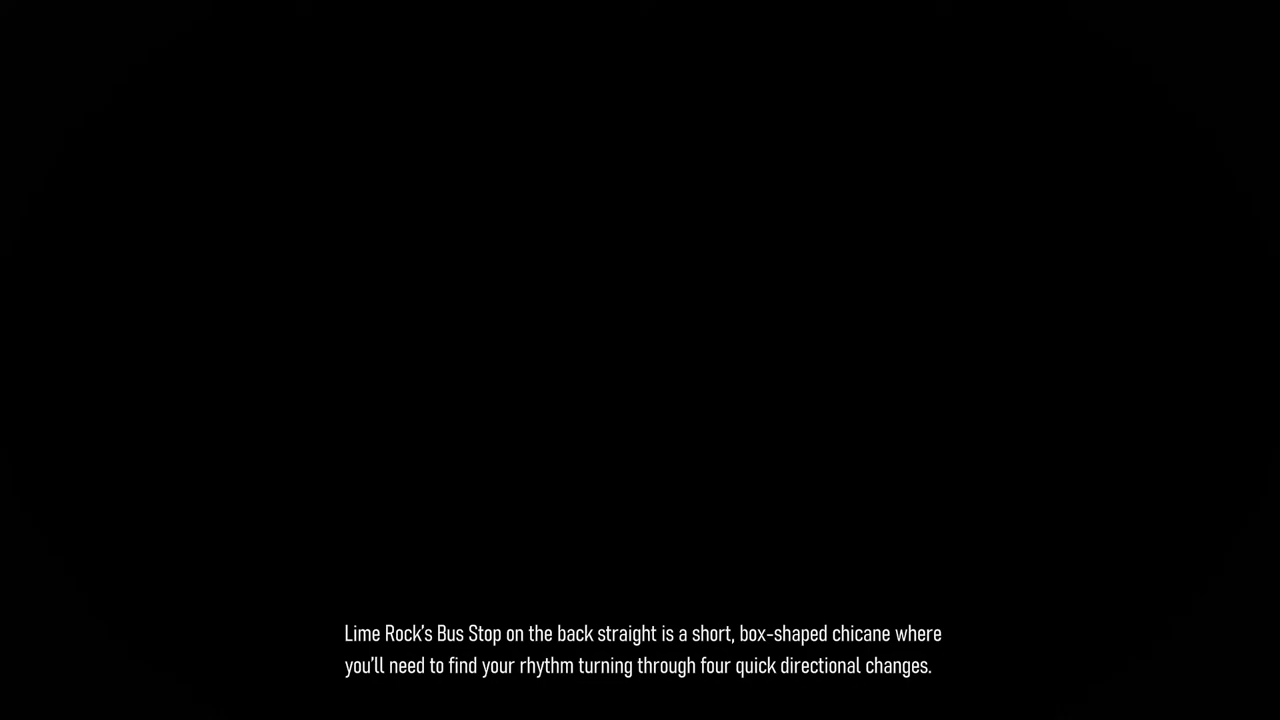 Lime Rock’s Bus Stop on the back straight is a short, box-shaped chicane where
you’ll need to find your rhythm turning through four quick directional changes.